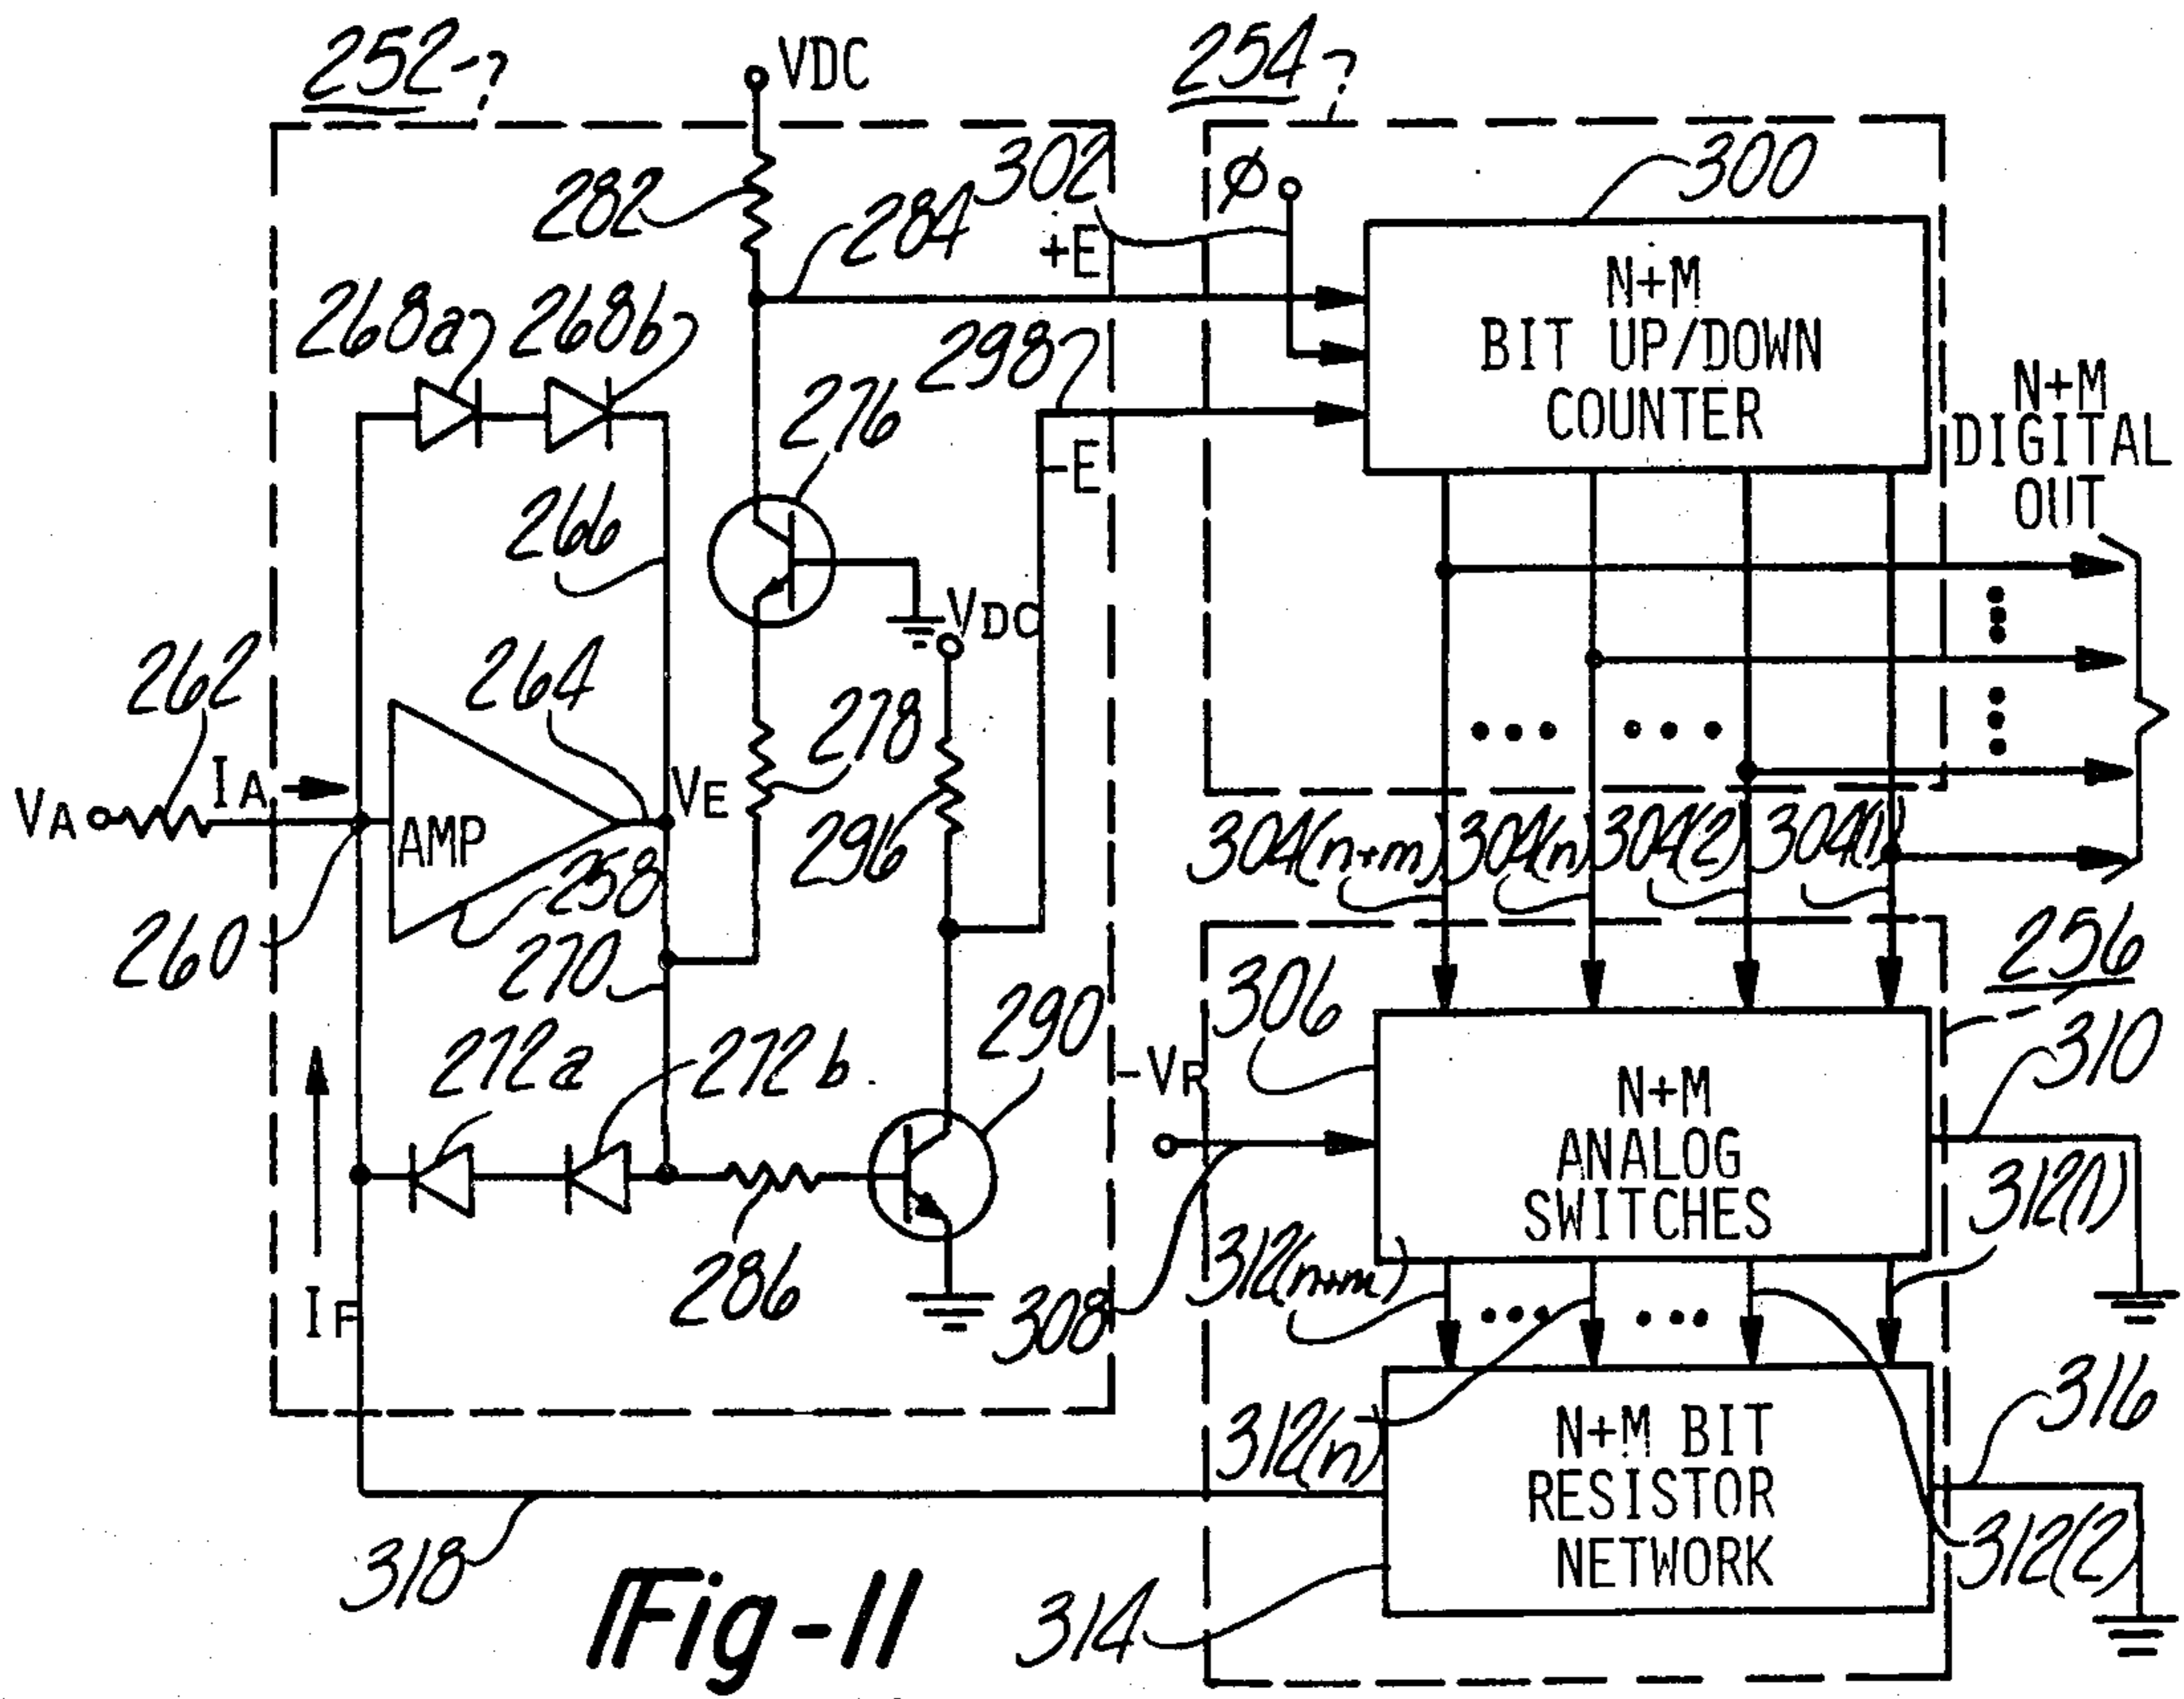 252
VDC
254
282
284
302
+E
φ
300
N+M
BIT UP/DOWN
COUNTER
268a
268b
298
276
-E
N+M
DIGITAL
OUT
266
VDC
262
264
278
IA
VA
AMP
VE
296
258
260
270
304(n+m)
304(n)
304(2)
304(1)
256
306
310
272a
272b
290
-VR
N+M
ANALOG
SWITCHES
312(1)
286
308
312(n+m)
IF
312(n)
N+M BIT
RESISTOR
NETWORK
316
318
314
312(2)
Fig-11